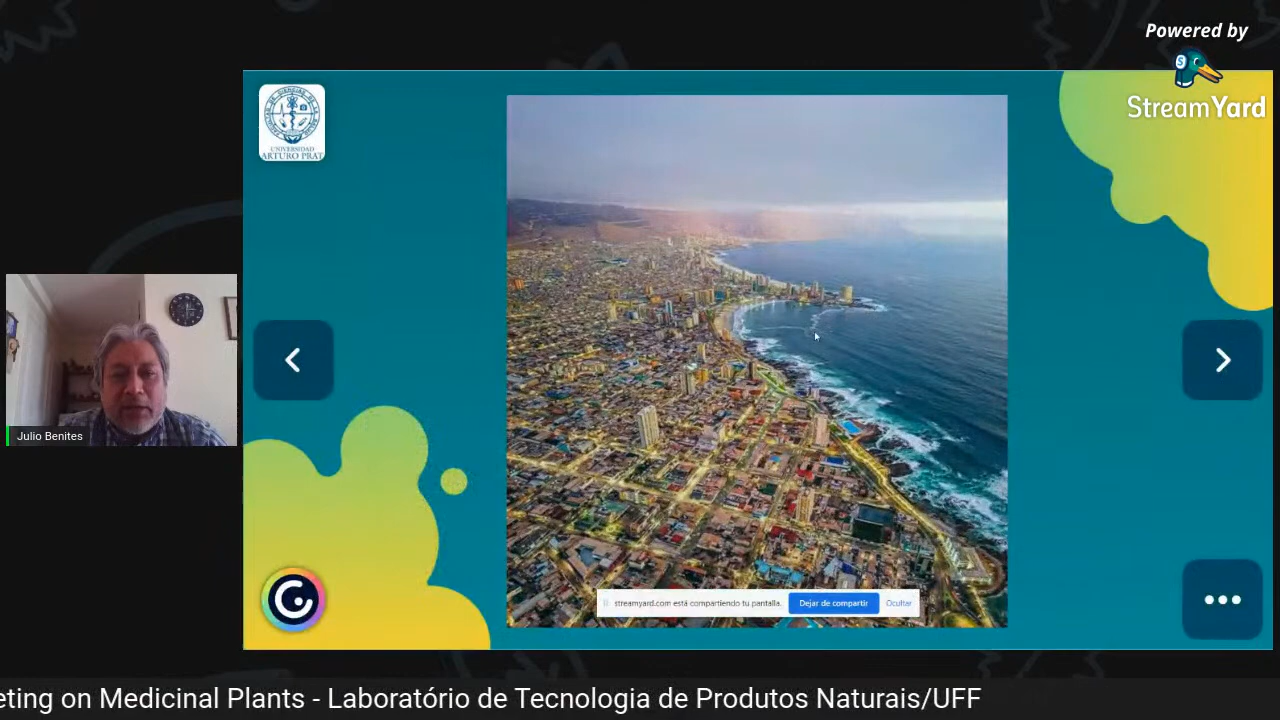 Powered by
StreamYard
UNIVERSIDAD
ARTURO PRAT
Julio Benites
streamyard.com está compartiendo tu pantalla.
Dejar de compartir
Ocultar
eting on Medicinal Plants - Laboratório de Tecnologia de Produtos Naturais/UFF